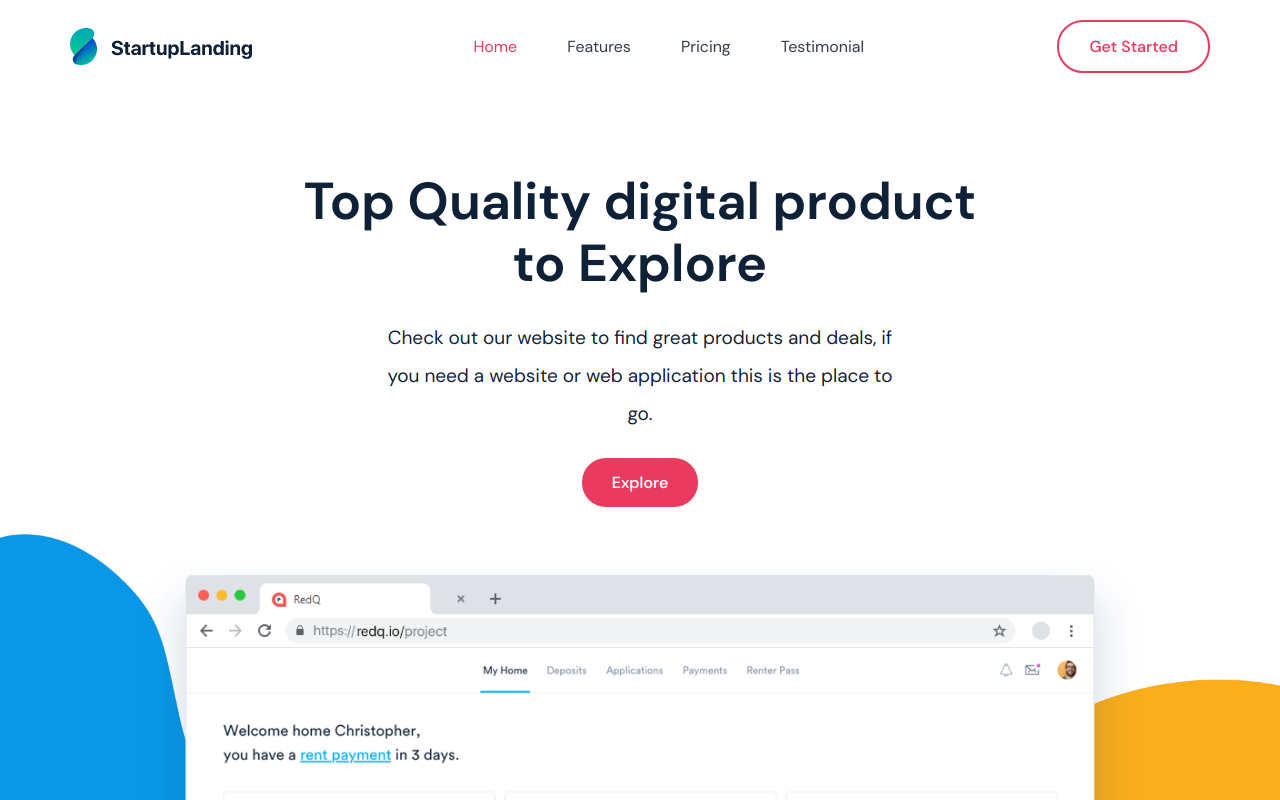 StartupLanding
Home
Features
Pricing
Testimonial
Get Started
Top Quality digital product
to Explore
Check out our website to find great products and deals, if
you need a website or web application this is the place to
go.
Explore
RedQ
https://redq.io/project
My Home
Deposits
Applications
Payments
Renter Pass
Welcome home Christopher,
you have a rent payment in 3 days.